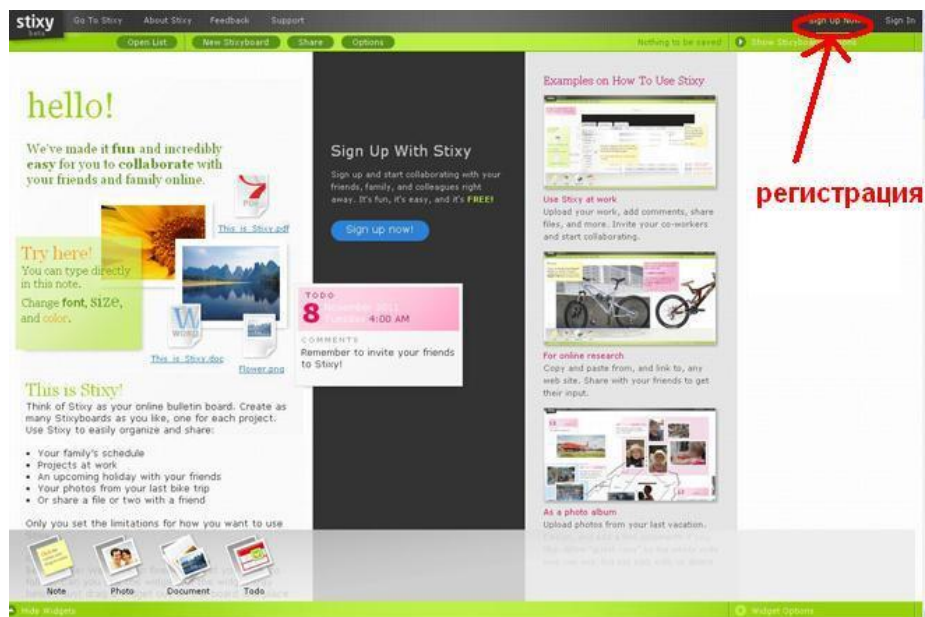 stixy
beta
Go To Stixy About Stixy Feedback Support
Sign Up Now Sign In
Open List New Stixyboard Share Options
Nothing to be saved
Show Stixyboard Options
hello!
We've made it fun and incredibly
easy for you to collaborate with
your friends and family online.
PDF
This_is_Stixy.pdf
Try here!
You can type directly
in this note.
Change font, size,
and color.
WORD
This_is_Stixy.doc
Flower.png
This is Stixy!
Think of Stixy as your online bulletin board. Create as
many Stixyboards as you like, one for each project.
Use Stixy to easily organize and share:
• Your family's schedule
• Projects at work
• An upcoming holiday with your friends
• Your photos from your last bike trip
• Or share a file or two with a friend
Only you set the limitations for how you want to use
Sign Up With Stixy
Sign up and start collaborating with your
friends, family, and colleagues right
away. It's fun, it's easy, and it's FREE!
Sign up now!
TODO
8 November 2011
Tuesday 4:00 AM
COMMENTS
Remember to invite your friends
to Stixy!
Examples on How To Use Stixy
Use Stixy at work
Upload your work, add comments, share
files, and more. Invite your co-workers
and start collaborating.
For online research
Copy and paste from, and link to, any
web site. Share with your friends to get
their input.
As a photo album
Upload photos from your last vacation.
регистрация
Note Photo Document Todo
Hide Widgets
Widget Options